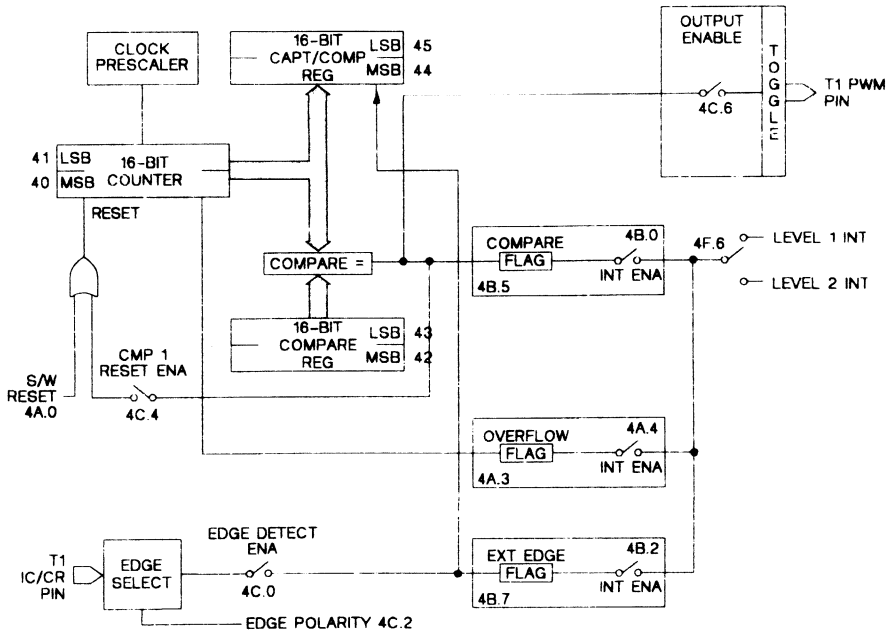 CLOCK
PRESCALER
16-BIT
CAPT/COMP
REG
LSB 45
MSB 44
OUTPUT
ENABLE
4C.6
TOGGLE
T1 PWM
PIN
41 LSB
40 MSB
16-BIT
COUNTER
RESET
COMPARE =
COMPARE
FLAG
4B.0
INT ENA
4B.5
4F.6
LEVEL 1 INT
LEVEL 2 INT
16-BIT
COMPARE
REG
LSB 43
MSB 42
CMP 1
RESET ENA
4C.4
S/W
RESET
4A.0
OVERFLOW
FLAG
4A.4
INT ENA
4A.3
T1
IC/CR
PIN
EDGE
SELECT
EDGE DETECT
ENA
4C.0
EXT EDGE
FLAG
4B.2
INT ENA
4B.7
EDGE POLARITY 4C.2